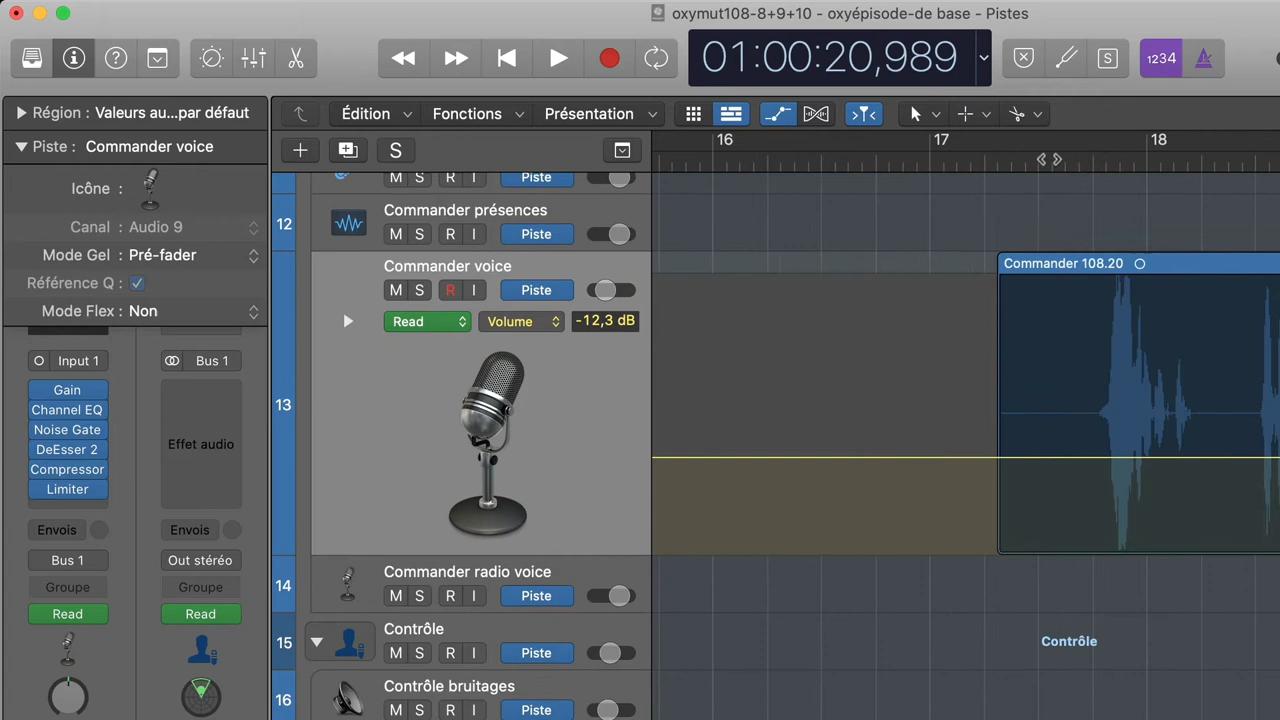 oxymut108-8+9+10 - oxyépisode-de base - Pistes
01:00:20,989
S
1234
Région : Valeurs au...par défaut
Édition
Fonctions
Présentation
Piste : Commander voice
S
16
17
18
Icône :
M S R I Piste
Canal : Audio 9
12
Commander présences
M S R I Piste
Mode Gel : Pré-fader
Référence Q :
Mode Flex : Non
Commander voice
M S R I Piste
Read
Volume
-12,3 dB
Commander 108.20
Input 1
Bus 1
Gain
Channel EQ
Noise Gate
DeEsser 2
Compressor
Limiter
Effet audio
13
Envois
Envois
Bus 1
Out stéréo
Groupe
Groupe
Read
Read
14
Commander radio voice
M S R I Piste
15
Contrôle
M S R I Piste
Contrôle
16
Contrôle bruitages
M S R I Piste